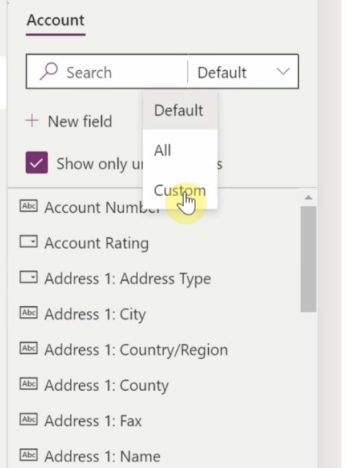 Account
Search
Default
Default
New field
All
Show only un s
Custom
Abc Account Number
Account Rating
Address 1: Address Type
Abc Address 1: City
Abc Address 1: Country/Region
Abc Address 1: County
Abc Address 1: Fax
Abc Address 1: Name